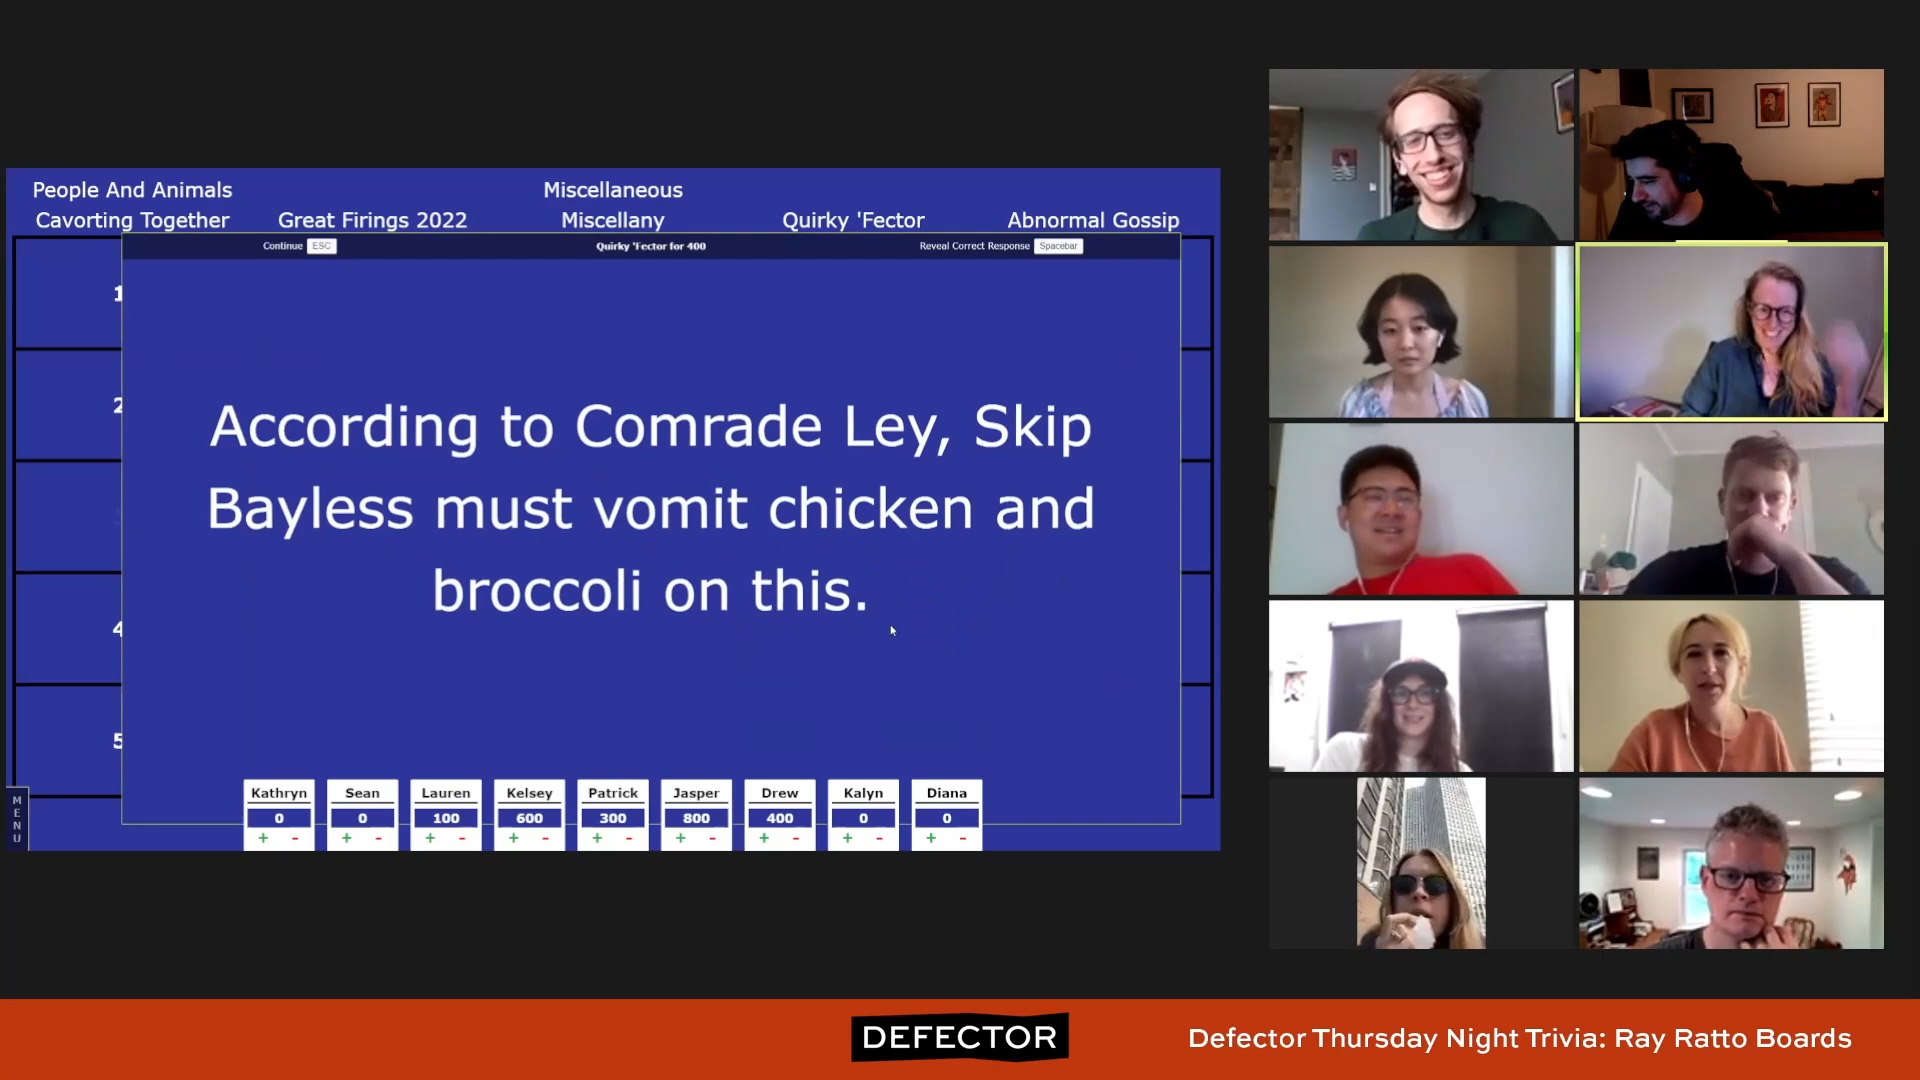 People And Animals
Cavorting Together
Great Firings 2022
Miscellaneous
Miscellany
Quirky 'Fector
Abnormal Gossip
Continue ESC
Quirky 'Fector for 400
Reveal Correct Response Spacebar
1
2
4
5
According to Comrade Ley, Skip
Bayless must vomit chicken and
broccoli on this.
MENU
Kathryn Sean Lauren Kelsey Patrick Jasper Drew Kalyn Diana
0 0 100 600 300 800 400 0 0
+ - + - + - + - + - + - + - + - + -
DEFECTOR
Defector Thursday Night Trivia: Ray Ratto Boards